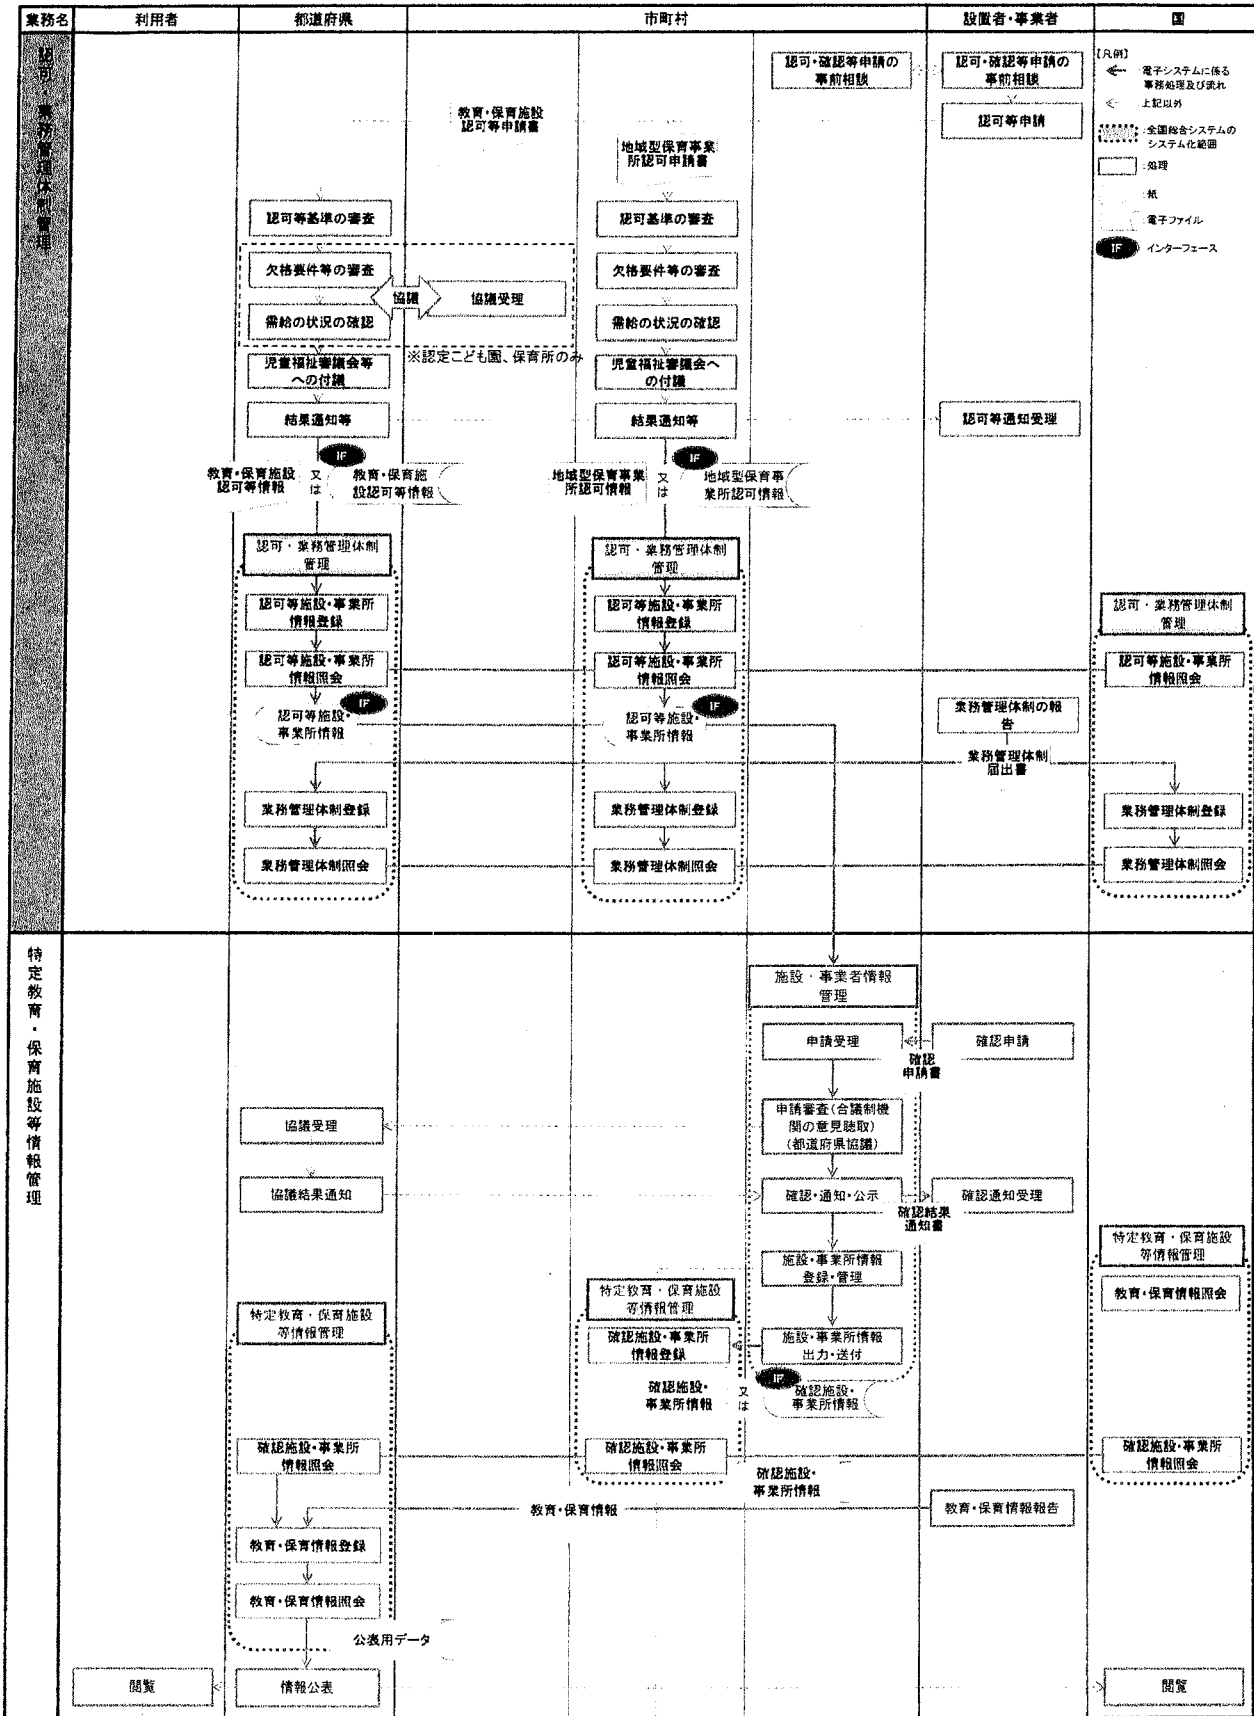 業務名
利用者
都道府県
市町村
設置者・事業者
国
認可・業務管理体制管理
認可・確認等申請の
事前相談
認可・確認等申請の
事前相談
【凡例】
:電子システムに係る
事務処理及び流れ
:上記以外
:全国総合システムの
システム化範囲
:処理
:紙
:電子ファイル
IF
インターフェース
教育・保育施設
認可等申請書
認可等申請
地域型保育事業
所認可申請書
認可等基準の審査
認可基準の審査
欠格要件等の審査
欠格要件等の審査
協議
協議受理
需給の状況の確認
需給の状況の確認
※認定こども園、保育所のみ
児童福祉審議会等
への付議
児童福祉審議会へ
の付議
結果通知等
結果通知等
認可等通知受理
IF
IF
教育・保育施設
認可等情報
又は
教育・保育施
設認可等情報
地域型保育事業
所認可情報
又は
地域型保育事
業所認可情報
認可・業務管理体制
管理
認可・業務管理体制
管理
認可・業務管理体制
管理
認可等施設・事業所
情報登録
認可等施設・事業所
情報登録
認可等施設・事業所
情報照会
認可等施設・事業所
情報照会
認可等施設・事業所
情報照会
IF
IF
認可等施設・
事業所情報
認可等施設・
事業所情報
業務管理体制の報
告
業務管理体制
届出書
業務管理体制登録
業務管理体制登録
業務管理体制登録
業務管理体制照会
業務管理体制照会
業務管理体制照会
特定教育・保育施設等情報管理
施設・事業者情報
管理
申請受理
確認申請
確認
申請書
協議受理
申請審査(合議制機
関の意見聴取)
(都道府県協議)
協議結果通知
確認・通知・公示
確認通知受理
確認結果
通知書
施設・事業所情報
登録・管理
特定教育・保育施設
等情報管理
教育・保育情報照会
特定教育・保育施設
等情報管理
特定教育・保育施設
等情報管理
確認施設・事業所
情報登録
施設・事業所情報
出力・送付
IF
確認施設・
事業所情報
又は
確認施設・
事業所情報
確認施設・事業所
情報照会
確認施設・事業所
情報照会
確認施設・事業所
情報照会
確認施設・
事業所情報
教育・保育情報
教育・保育情報報告
教育・保育情報登録
教育・保育情報照会
公表用データ
閲覧
情報公表
閲覧